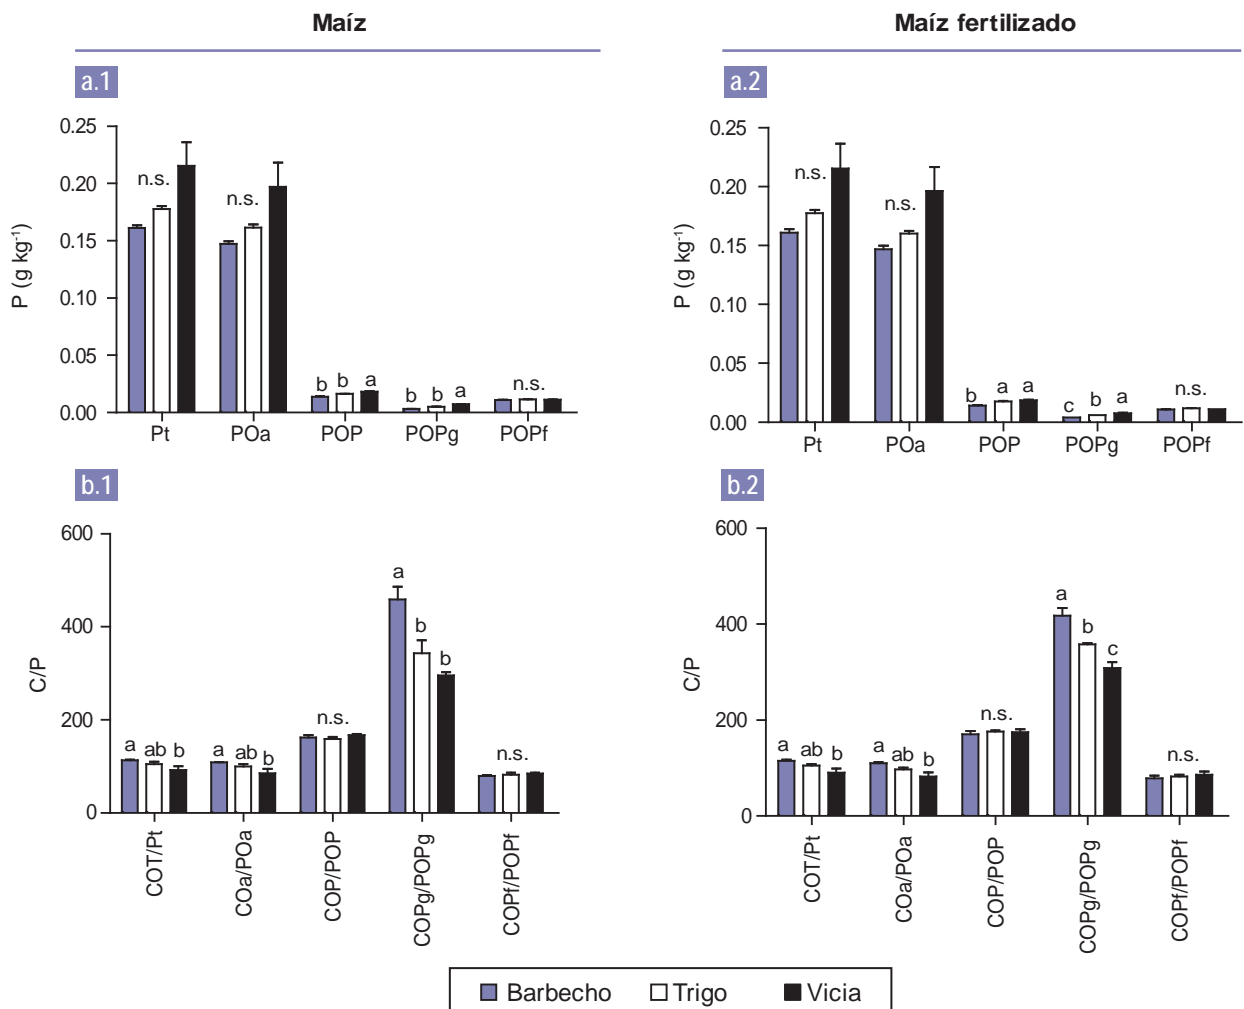 Maíz
Maíz fertilizado
a.1
a.2
0.25
0.20
0.15
0.10
0.05
0.00
P (g kg⁻¹)
n.s.
n.s.
b b a
b b a
n.s.
Pt POa POP POPg POPf
0.25
0.20
0.15
0.10
0.05
0.00
P (g kg⁻¹)
n.s.
n.s.
b a a
c b a
n.s.
Pt POa POP POPg POPf
b.1
b.2
600
400
200
0
C/P
a ab b
a ab b
n.s.
a b b
n.s.
COT/Pt
COa/POa
COP/POP
COPg/POPg
COPf/POPf
600
400
200
0
C/P
a ab b
a ab b
n.s.
a b c
n.s.
COT/Pt
COa/POa
COP/POP
COPg/POPg
COPf/POPf
Barbecho Trigo Vicia